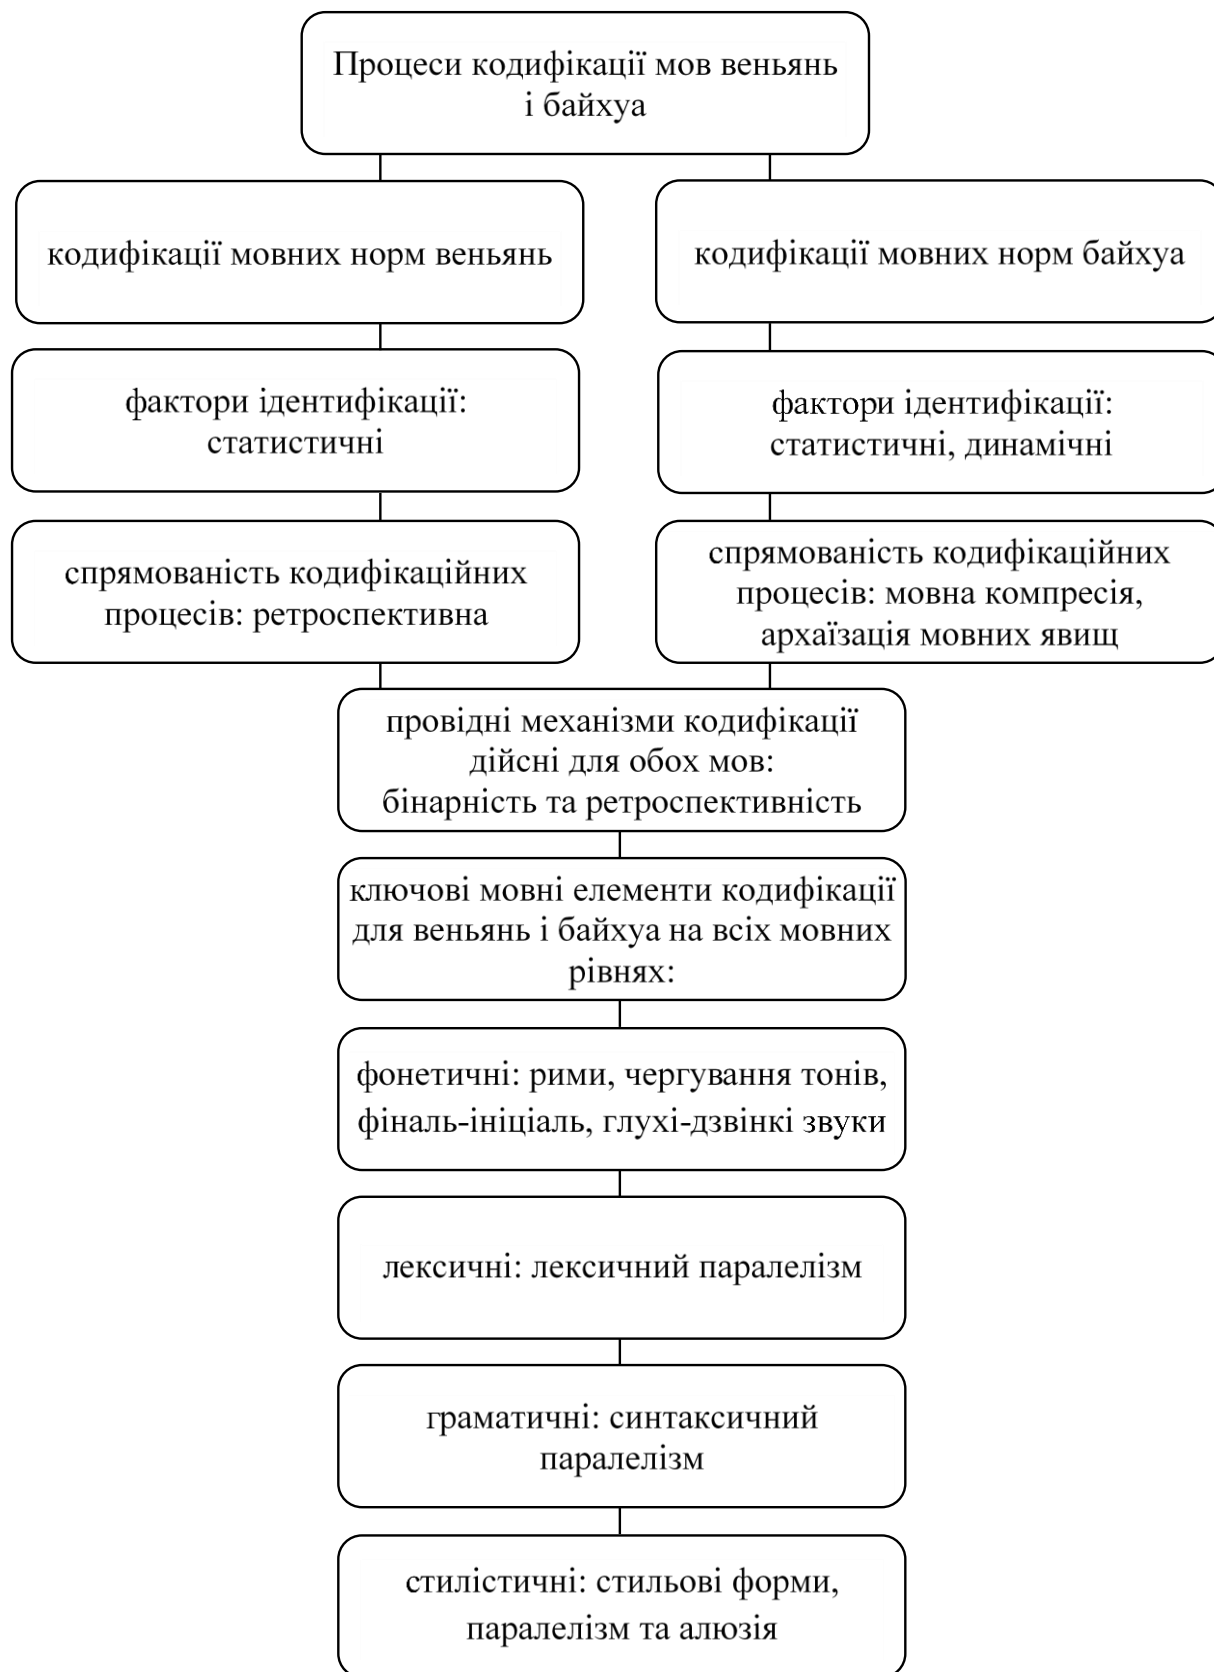 Процеси кодифікації мов веньянь
і байхуа
кодифікації мовних норм веньянь
кодифікації мовних норм байхуа
фактори ідентифікації:
статистичні
фактори ідентифікації:
статистичні, динамічні
спрямованість кодифікаційних
процесів: ретроспективна
спрямованість кодифікаційних
процесів: мовна компресія,
архаїзація мовних явищ
провідні механізми кодифікації
дійсні для обох мов:
бінарність та ретроспективність
ключові мовні елементи кодифікації
для веньянь і байхуа на всіх мовних
рівнях:
фонетичні: рими, чергування тонів,
фіналь-ініціаль, глухі-дзвінкі звуки
лексичні: лексичний паралелізм
граматичні: синтаксичний
паралелізм
стилістичні: стильові форми,
паралелізм та алюзія